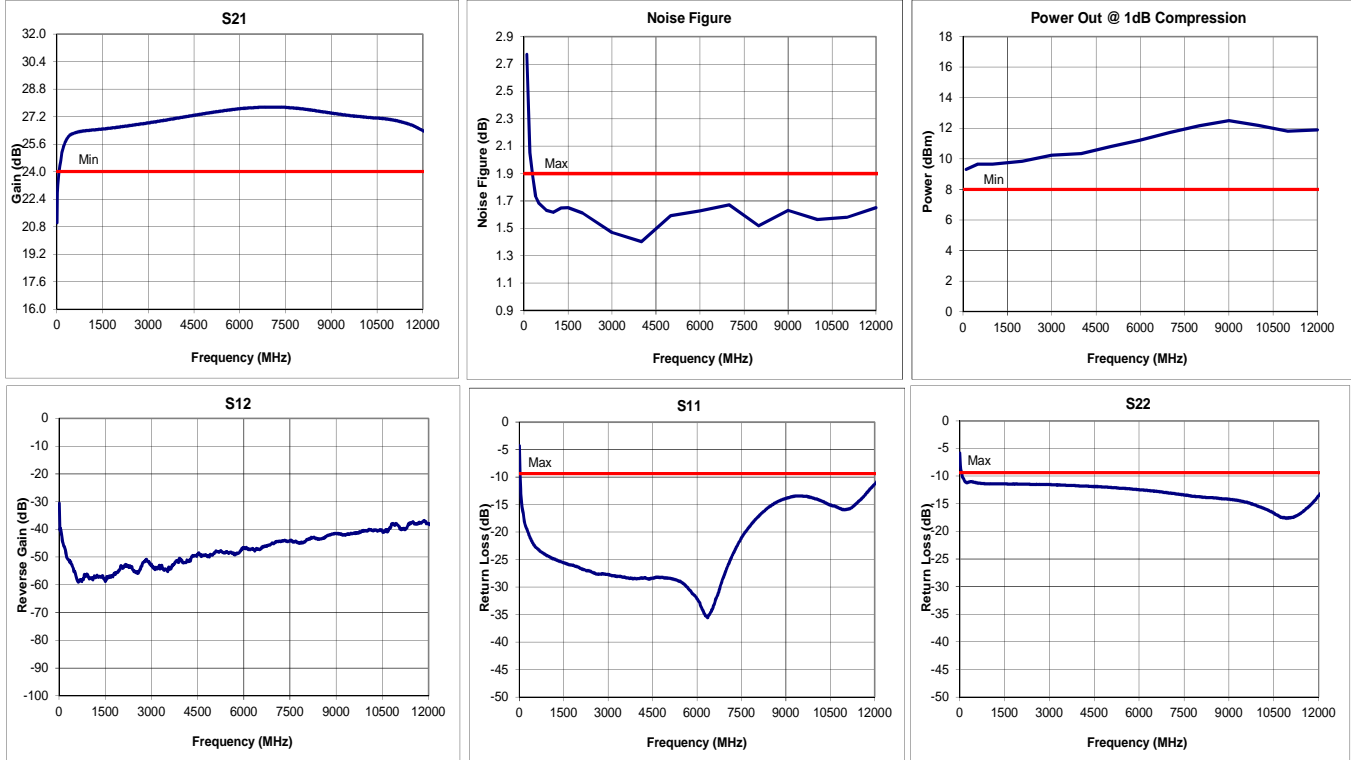 S21
32.0
30.4
28.8
27.2
25.6
24.0
22.4
20.8
19.2
17.6
16.0
Gain (dB)
Min
0 1500 3000 4500 6000 7500 9000 10500 12000
Frequency (MHz)
Noise Figure
2.9
2.7
2.5
2.3
2.1
1.9
1.7
1.5
1.3
1.1
0.9
Noise Figure (dB)
Max
0 1500 3000 4500 6000 7500 9000 10500 12000
Frequency (MHz)
Power Out @ 1dB Compression
18
16
14
12
10
8
6
4
2
0
Power (dBm)
Min
0 1500 3000 4500 6000 7500 9000 10500 12000
Frequency (MHz)
S12
0
-10
-20
-30
-40
-50
-60
-70
-80
-90
-100
Reverse Gain (dB)
0 1500 3000 4500 6000 7500 9000 10500 12000
Frequency (MHz)
S11
0
-5
-10
-15
-20
-25
-30
-35
-40
-45
-50
Return Loss (dB)
Max
0 1500 3000 4500 6000 7500 9000 10500 12000
Frequency (MHz)
S22
0
-5
-10
-15
-20
-25
-30
-35
-40
-45
-50
Return Loss (dB)
Max
0 1500 3000 4500 6000 7500 9000 10500 12000
Frequency (MHz)